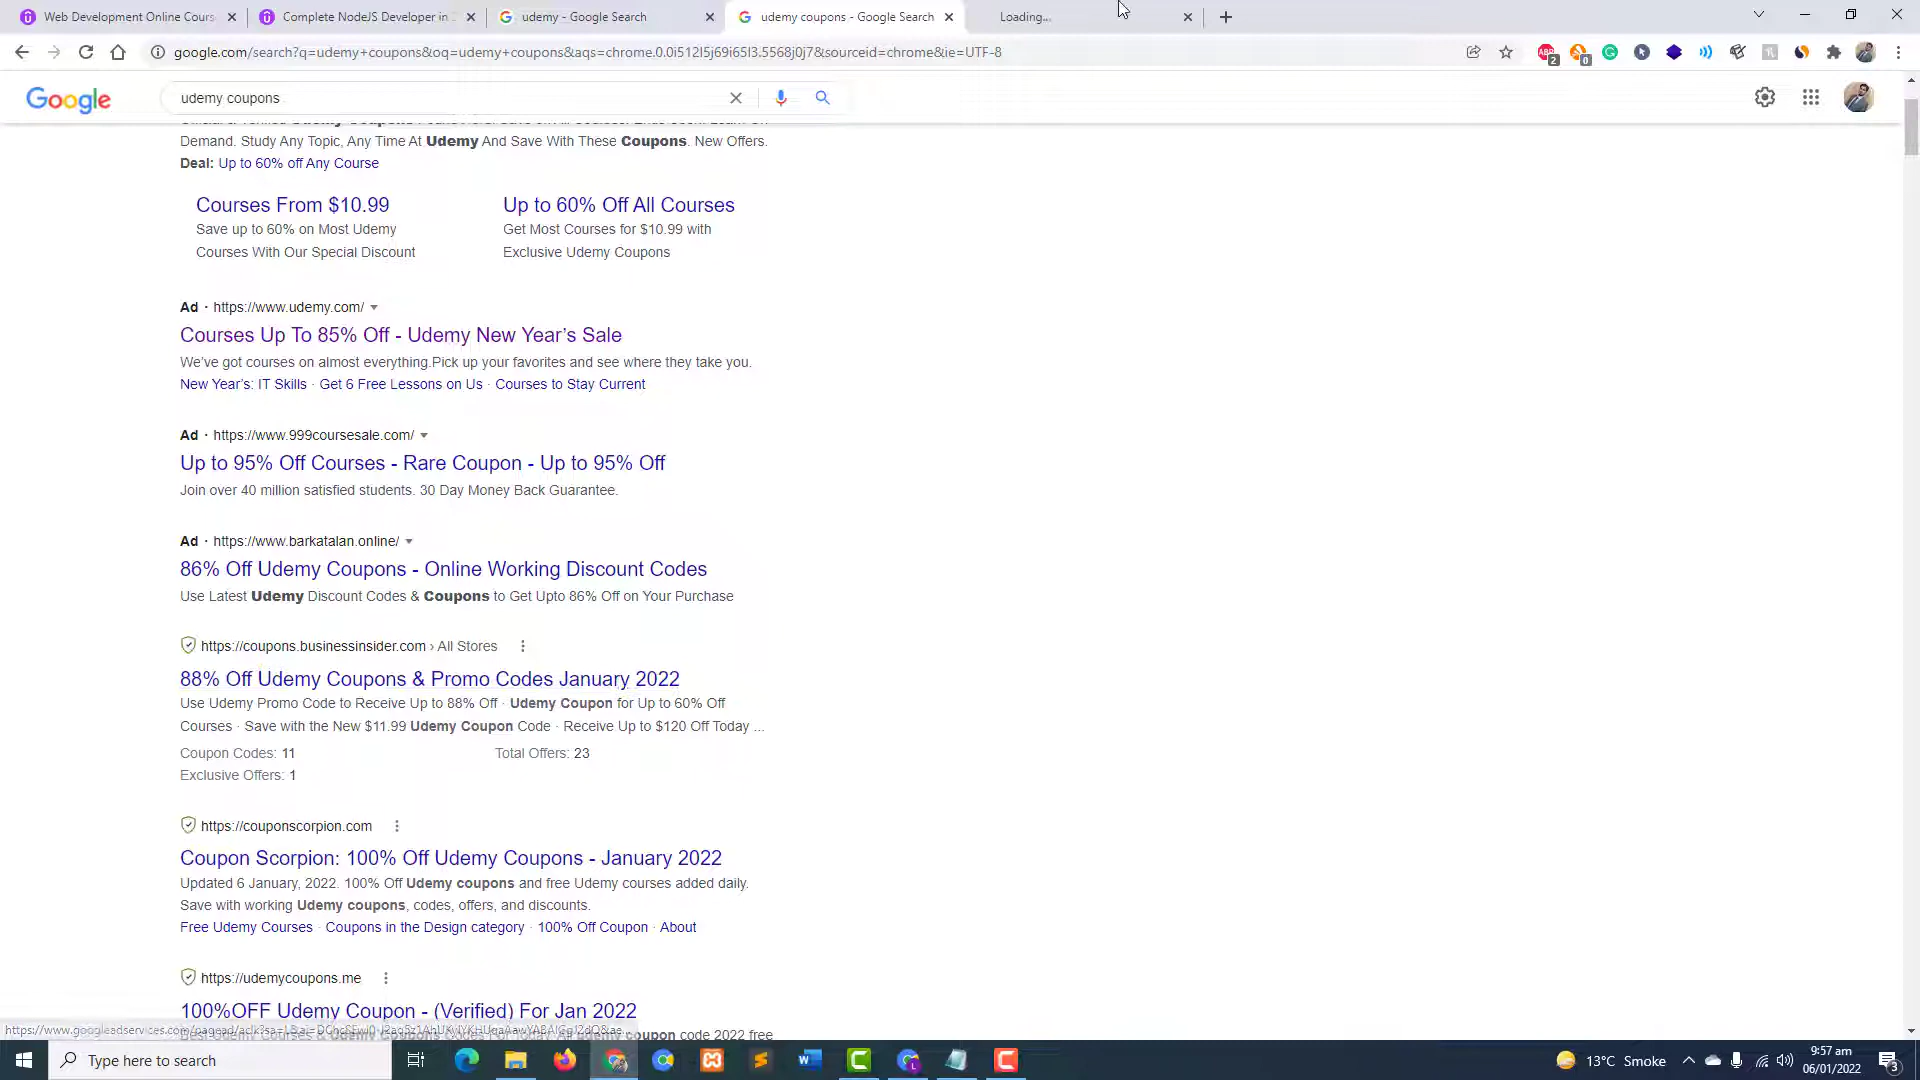 Web Development Online Cours
Complete NodeJS Developer in
udemy - Google Search
udemy coupons - Google Search
Loading...
google.com/search?q=udemy+coupons&oq=udemy+coupons&aqs=chrome.0.0i512l5j69i65l3.5568j0j7&sourceid=chrome&ie=UTF-8
Google
udemy coupons
Demand. Study Any Topic, Any Time At Udemy And Save With These Coupons. New Offers.
Deal: Up to 60% off Any Course
Courses From $10.99
Up to 60% Off All Courses
Save up to 60% on Most Udemy
Get Most Courses for $10.99 with
Courses With Our Special Discount
Exclusive Udemy Coupons
Ad · https://www.udemy.com/
Courses Up To 85% Off - Udemy New Year's Sale
We've got courses on almost everything.Pick up your favorites and see where they take you.
New Year's: IT Skills · Get 6 Free Lessons on Us · Courses to Stay Current
Ad · https://www.999coursesale.com/
Up to 95% Off Courses - Rare Coupon - Up to 95% Off
Join over 40 million satisfied students. 30 Day Money Back Guarantee.
Ad · https://www.barkatalan.online/
86% Off Udemy Coupons - Online Working Discount Codes
Use Latest Udemy Discount Codes & Coupons to Get Upto 86% Off on Your Purchase
https://coupons.businessinsider.com › All Stores
88% Off Udemy Coupons & Promo Codes January 2022
Use Udemy Promo Code to Receive Up to 88% Off · Udemy Coupon for Up to 60% Off
Courses · Save with the New $11.99 Udemy Coupon Code · Receive Up to $120 Off Today ...
Coupon Codes: 11
Total Offers: 23
Exclusive Offers: 1
https://couponscorpion.com
Coupon Scorpion: 100% Off Udemy Coupons - January 2022
Updated 6 January, 2022. 100% Off Udemy coupons and free Udemy courses added daily.
Save with working Udemy coupons, codes, offers, and discounts.
Free Udemy Courses · Coupons in the Design category · 100% Off Coupon · About
https://udemycoupons.me
100%OFF Udemy Coupon - (Verified) For Jan 2022
coupon code 2022 free
Type here to search
13°C Smoke
9:57 am
06/01/2022